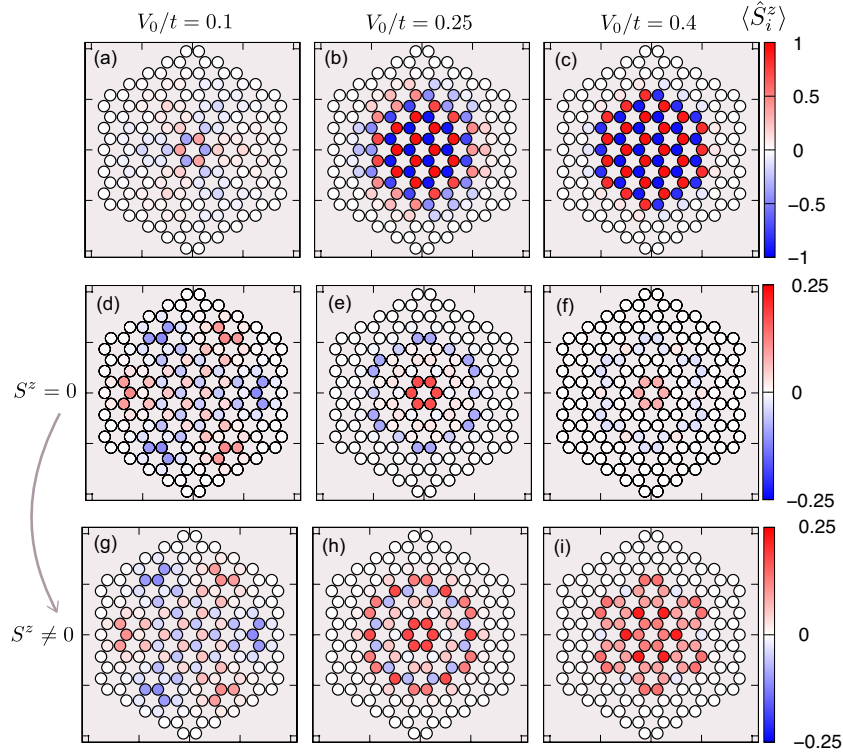 V₀/t = 0.1 V₀/t = 0.25 V₀/t = 0.4 ⟨Ŝᵢᶻ⟩
(a) (b) (c)
1
0.5
0
−0.5
−1
(d) (e) (f)
0.25
Sᶻ = 0
0
−0.25
(g) (h) (i)
0.25
Sᶻ ≠ 0
0
−0.25